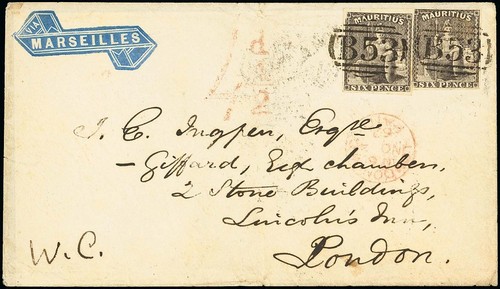 VIA
MARSEILLES
MAURITIUS
B53
SIX PENCE
MAURITIUS
B53
SIX PENCE
J. C. Ingpen, Esqre
Giffard, Esq chambers,
2 Stone Buildings,
Lincoln's Inn,
London.
W.C.